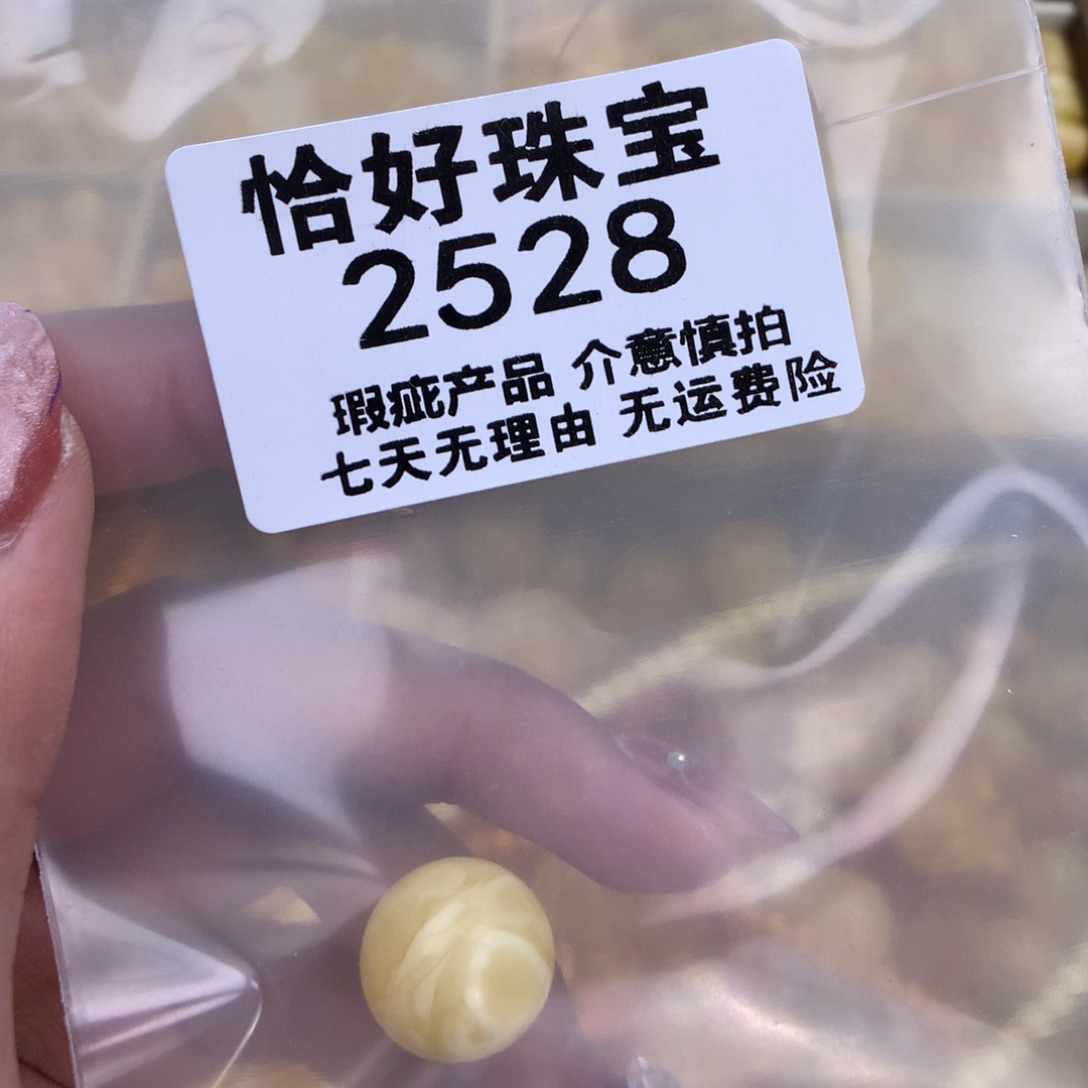 恰好珠宝
2528
瑕疵产品 介意慎拍
七天无理由 无运费险